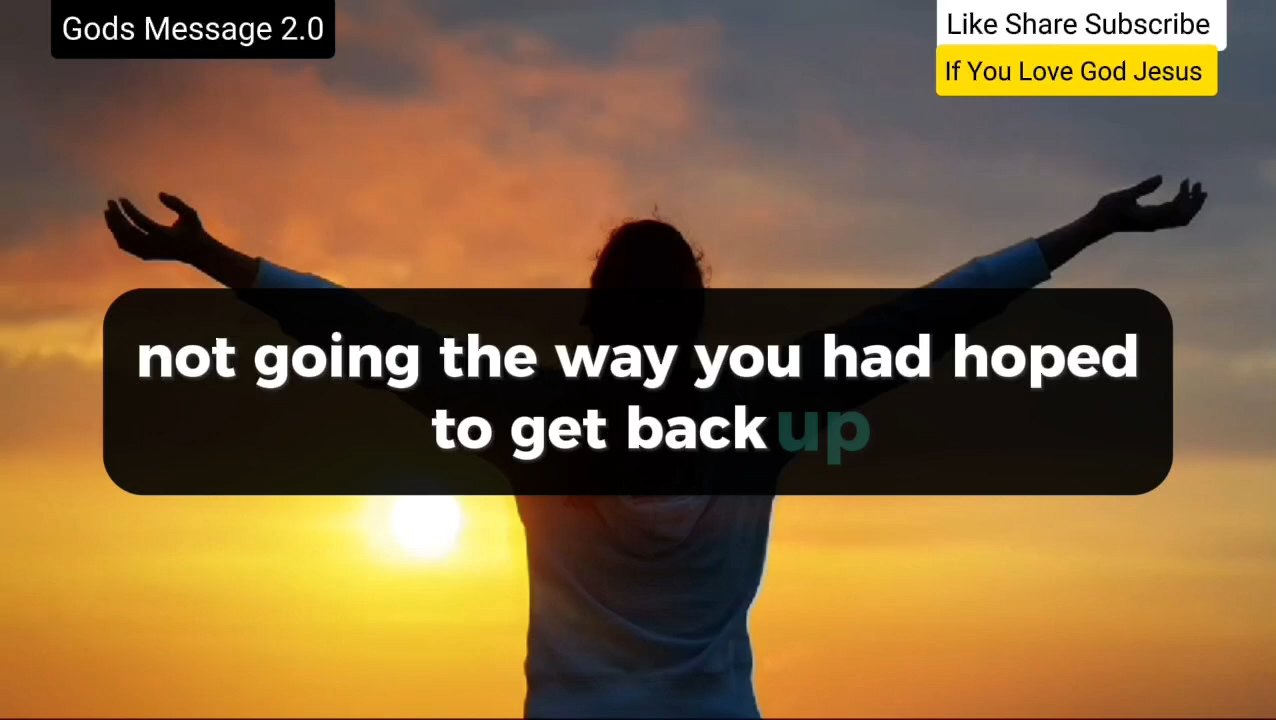 Gods Message 2.0
Like Share Subscribe
If You Love God Jesus
not going the way you had hoped
to get back up